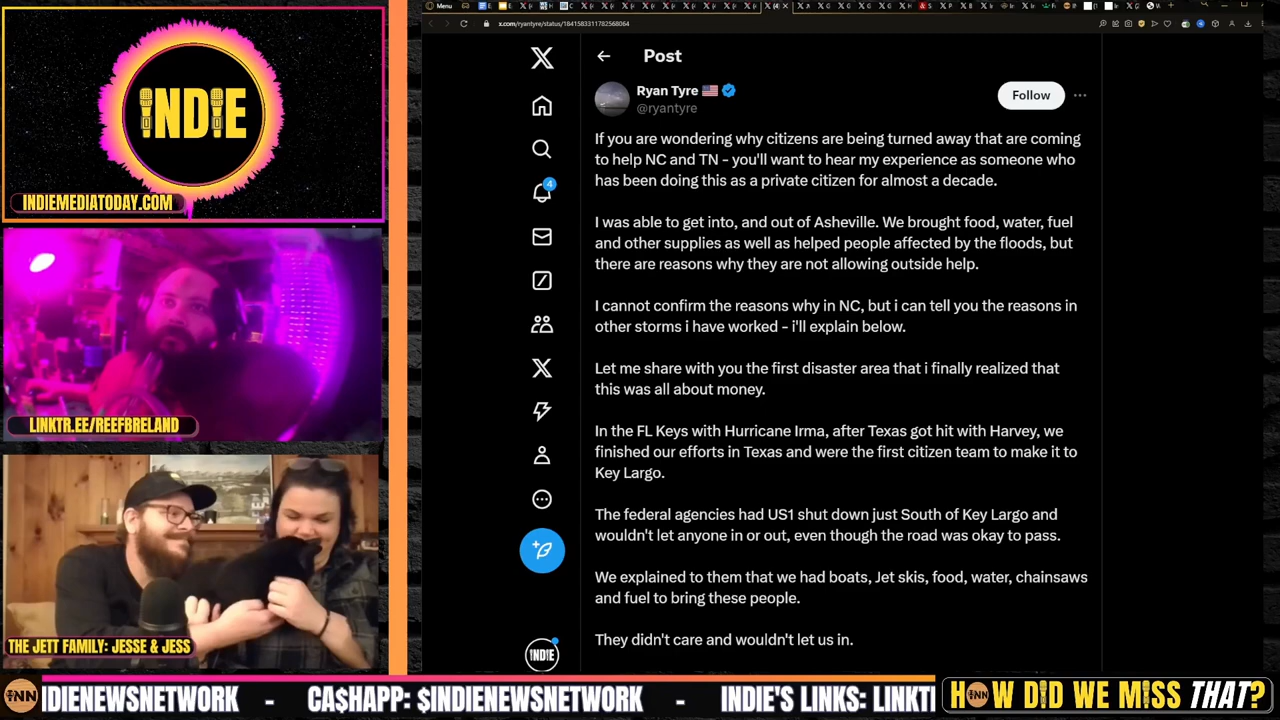 INDIE
INDIEMEDIATODAY.COM
LINKTR.EE/REEFBRELAND
THE JETT FAMILY: JESSE & JESS
Menu
x.com/ryantyre/status/1841583311782568064
Post
Ryan Tyre
@ryantyre
Follow
If you are wondering why citizens are being turned away that are coming
to help NC and TN - you'll want to hear my experience as someone who
has been doing this as a private citizen for almost a decade.
I was able to get into, and out of Asheville. We brought food, water, fuel
and other supplies as well as helped people affected by the floods, but
there are reasons why they are not allowing outside help.
I cannot confirm the reasons why in NC, but i can tell you the reasons in
other storms i have worked - i'll explain below.
Let me share with you the first disaster area that i finally realized that
this was all about money.
In the FL Keys with Hurricane Irma, after Texas got hit with Harvey, we
finished our efforts in Texas and were the first citizen team to make it to
Key Largo.
The federal agencies had US1 shut down just South of Key Largo and
wouldn't let anyone in or out, even though the road was okay to pass.
We explained to them that we had boats, Jet skis, food, water, chainsaws
and fuel to bring these people.
They didn't care and wouldn't let us in.
4
INDIE
INN
IDIENEWSNETWORK - CA$HAPP: $INDIENEWSNETWORK - INDIE'S LINKS: LINKT
HOW DID WE MISS THAT?